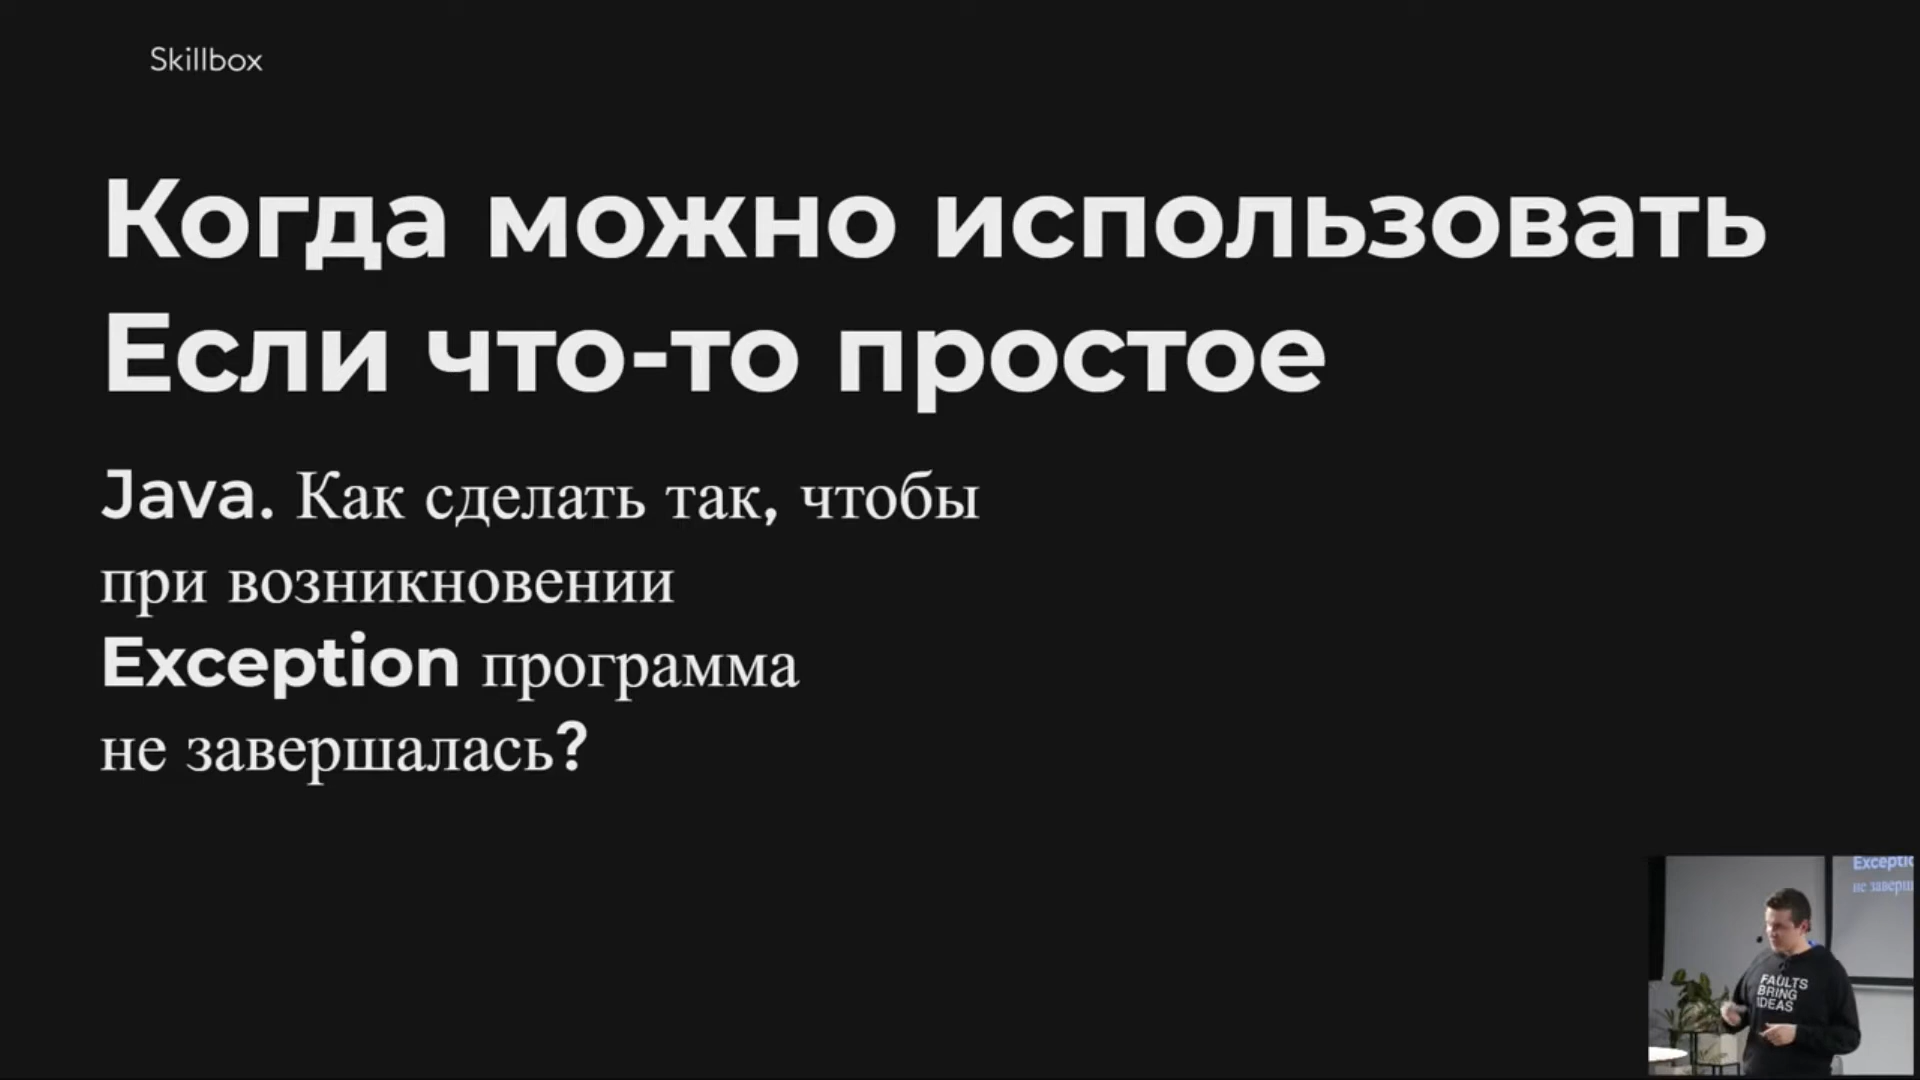 Skillbox
Когда можно использовать
Если что-то простое
Java. Как сделать так, чтобы
при возникновении
Exception программа
не завершалась?
FAULTS
BRING
IDEAS